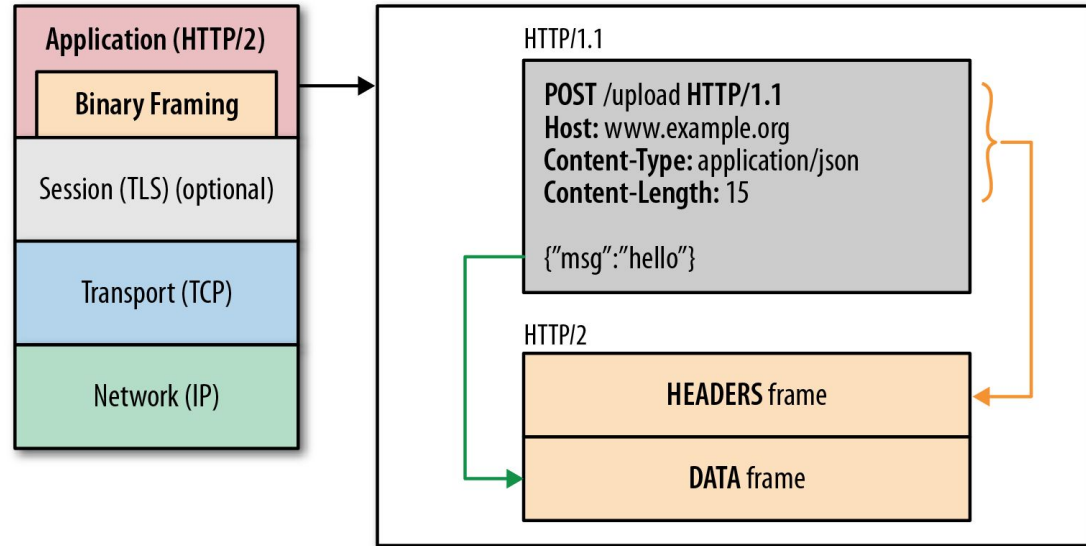 Application (HTTP/2)
Binary Framing
Session (TLS) (optional)
Transport (TCP)
Network (IP)
HTTP/1.1
POST /upload HTTP/1.1
Host: www.example.org
Content-Type: application/json
Content-Length: 15
{”msg”:”hello”}
HTTP/2
HEADERS frame
DATA frame